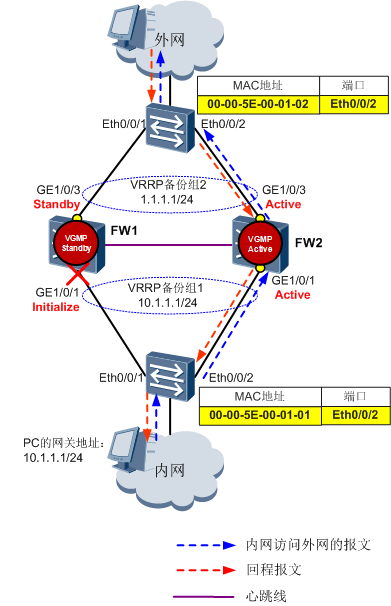 外网
MAC地址 端口
00-00-5E-00-01-02 Eth0/0/2
Eth0/0/1 Eth0/0/2
GE1/0/3 VRRP备份组2 GE1/0/3
Standby 1.1.1.1/24 Active
FW1 FW2
VGMP VGMP
Standby Active
GE1/0/1 VRRP备份组1 GE1/0/1
Initialize 10.1.1.1/24 Active
Eth0/0/1 Eth0/0/2
MAC地址 端口
00-00-5E-00-01-01 Eth0/0/2
PC的网关地址：
10.1.1.1/24
内网
内网访问外网的报文
回程报文
心跳线